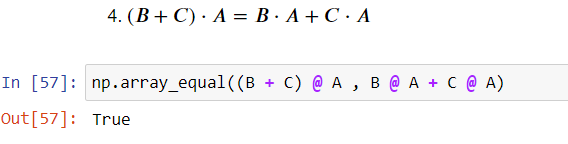 4. (B + C) · A = B · A + C · A
In [57]: np.array_equal((B + C) @ A , B @ A + C @ A)
Out[57]: True